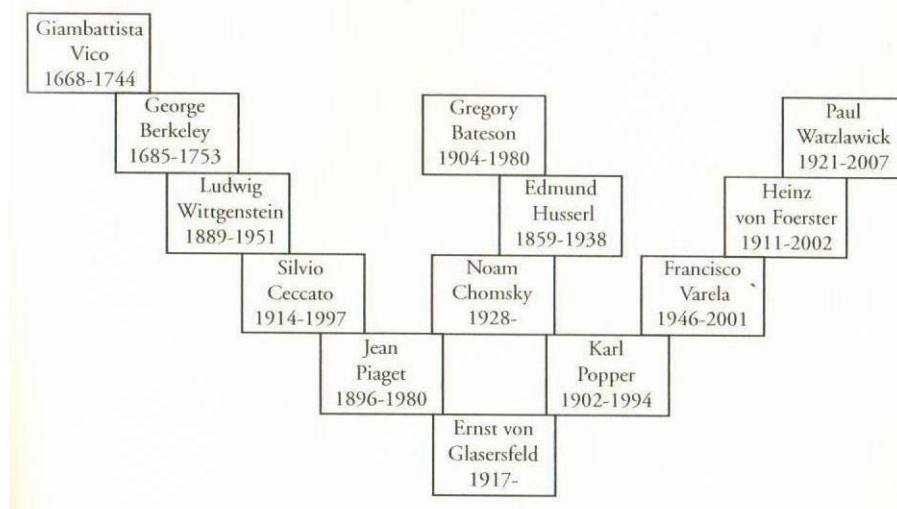 Giambattista
Vico
1668-1744
George
Berkeley
1685-1753
Gregory
Bateson
1904-1980
Paul
Watzlawick
1921-2007
Ludwig
Wittgenstein
1889-1951
Edmund
Husserl
1859-1938
Heinz
von Foerster
1911-2002
Silvio
Ceccato
1914-1997
Noam
Chomsky
1928-
Francisco
Varela
1946-2001
Jean
Piaget
1896-1980
Karl
Popper
1902-1994
Ernst von
Glasersfeld
1917-